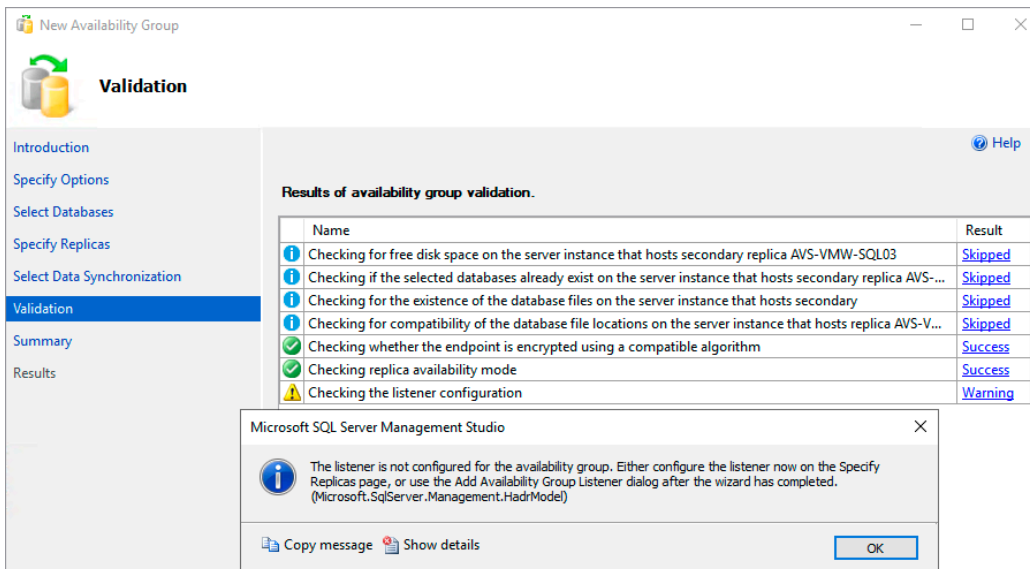 New Availability Group
Validation
Help
Introduction
Specify Options
Select Databases
Specify Replicas
Select Data Synchronization
Validation
Summary
Results
Results of availability group validation.
Name Result
Checking for free disk space on the server instance that hosts secondary replica AVS-VMW-SQL03 Skipped
Checking if the selected databases already exist on the server instance that hosts secondary replica AVS-... Skipped
Checking for the existence of the database files on the server instance that hosts secondary Skipped
Checking for compatibility of the database file locations on the server instance that hosts replica AVS-V... Skipped
Checking whether the endpoint is encrypted using a compatible algorithm Success
Checking replica availability mode Success
Checking the listener configuration Warning
Microsoft SQL Server Management Studio
The listener is not configured for the availability group. Either configure the listener now on the Specify
Replicas page, or use the Add Availability Group Listener dialog after the wizard has completed.
(Microsoft.SqlServer.Management.HadrModel)
Copy message Show details OK